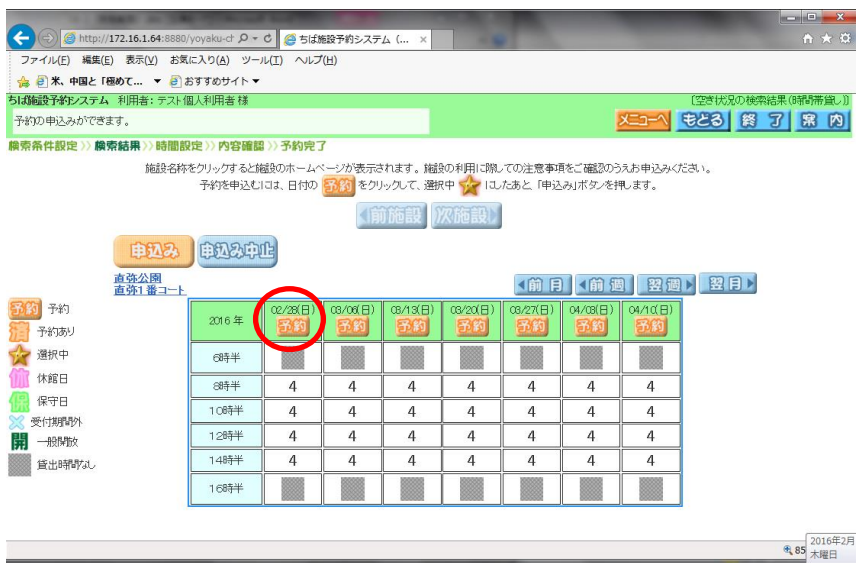 http://172.16.1.64:8880/yoyaku-ch
ちば施設予約システム (...
ファイル(F) 編集(E) 表示(V) お気に入り(A) ツール(T) ヘルプ(H)
米、中国と「極めて... おすすめサイト
ちば施設予約システム 利用者:テスト個人利用者 様 〔空き状況の検索結果(時間帯貸し)〕
予約の申込みができます。
メニューへ もどる 終了 案内
検索条件設定 》 検索結果 》 時間設定 》 内容確認 》 予約完了
施設名称をクリックすると施設のホームページが表示されます。施設の利用に際しての注意事項をご確認のうえお申込みください。
予約を申込むには、日付の 予約 をクリックして、選択中 にしたあと「申込み」ボタンを押します。
前施設 次施設
申込み 申込み中止
直弥公園
直弥1番コート
前月 前週 翌週 翌月
予約 予約
済 予約あり
選択中
休 休館日
保 保守日
受付期間外
開 一般開放
貸出時間なし
2016 年 02/28(日) 03/06(日) 03/13(日) 03/20(日) 03/27(日) 04/03(日) 04/10(日)
予約 予約 予約 予約 予約 予約 予約
6時半
8時半 4 4 4 4 4 4 4
10時半 4 4 4 4 4 4 4
12時半 4 4 4 4 4 4 4
14時半 4 4 4 4 4 4 4
16時半
85
2016年2月
木曜日